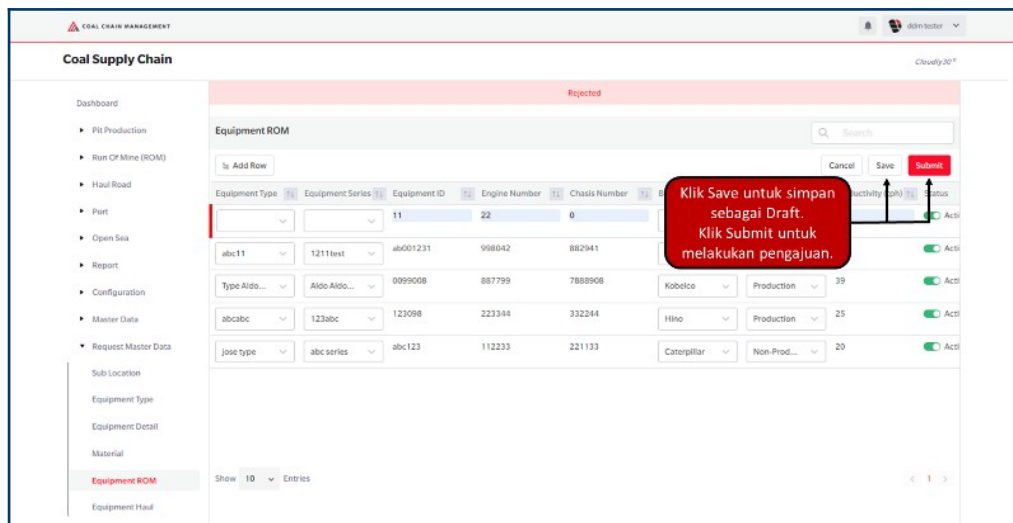 COAL CHAIN MANAGEMENT
ddm tester
Coal Supply Chain
Cloudiy30°
Rejected
Dashboard
Pit Production
Run Of Mine (ROM)
Haul Road
Port
Open Sea
Report
Configuration
Master Data
Request Master Data
Sub Location
Equipment Type
Equipment Detail
Material
Equipment ROM
Equipment Haul
Equipment ROM
Search
Add Row
Cancel Save Submit
Equipment Type Equipment Series Equipment ID Engine Number Chasis Number (tph) Status
11 22 0 Acti
abc11 1211test ab001231 998042 882941 Acti
Type Aldo... Aldo Aldo... 0099008 887799 7888908 Kobelco Production 39 Acti
abcabc 123abc 123098 223344 332244 Hino Production 25 Acti
jose type abc series abc123 112233 221133 Caterpillar Non-Prod... 20 Acti
Klik Save untuk simpan
sebagai Draft.
Klik Submit untuk
melakukan pengajuan.
Show 10 Entries
1